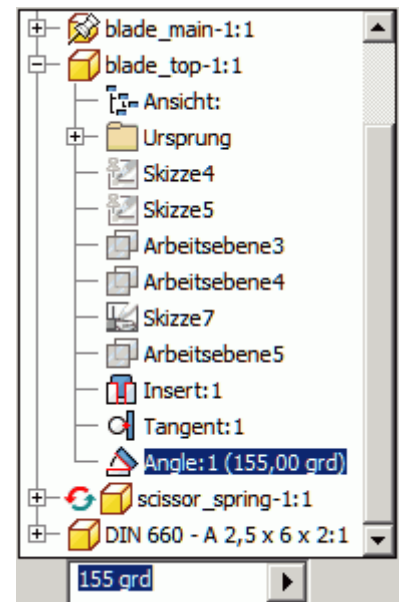 blade_main-1:1
blade_top-1:1
Ansicht:
Ursprung
Skizze4
Skizze5
Arbeitsebene3
Arbeitsebene4
Skizze7
Arbeitsebene5
Insert:1
Tangent:1
Angle:1 (155,00 grd)
scissor_spring-1:1
DIN 660 - A 2,5 x 6 x 2:1
155 grd